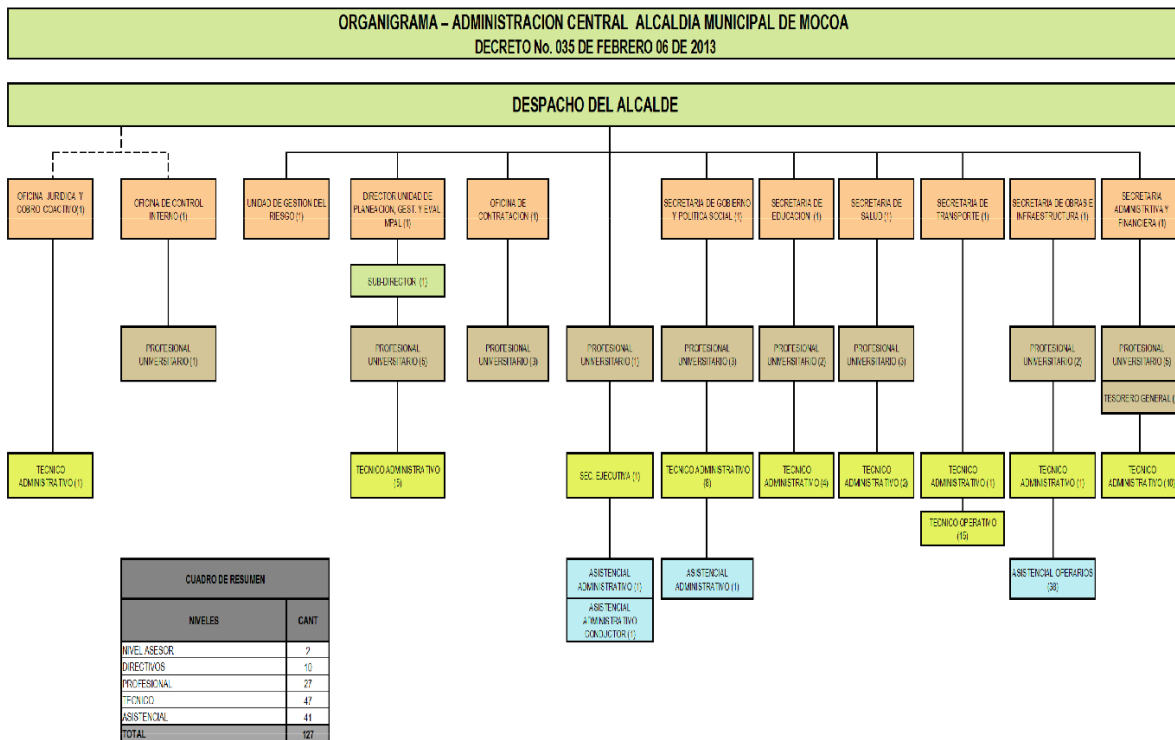 ORGANIGRAMA – ADMINISTRACION CENTRAL ALCALDIA MUNICIPAL DE MOCOA
DECRETO No. 035 DE FEBRERO 06 DE 2013
DESPACHO DEL ALCALDE
OFICINA JURIDICA Y
COBRO COACTIVO(1)
OFICINA DE CONTROL
INTERNO (1)
UNIDAD DE GESTION DEL
RIESGO (1)
DIRECTOR UNIDAD DE
PLANEACION, GEST. Y EVAL
MPAL (1)
OFICINA DE
CONTRATACION (1)
SECRETARIA DE GOBIERNO
Y POLITICA SOCIAL (1)
SECRETARIA DE
EDUCACION (1)
SECRETARIA DE
SALUD (1)
SECRETARIA DE
TRANSPORTE (1)
SECRETARIA DE OBRAS E
INFRAESTRUCTURA (1)
SECRETARIA
ADMINISTRATIVA Y
FINANCIERA (1)
SUB-DIRECTOR (1)
PROFESIONAL
UNIVERSITARIO (1)
PROFESIONAL
UNIVERSITARIO (5)
PROFESIONAL
UNIVERSITARIO (3)
PROFESIONAL
UNIVERSITARIO (1)
PROFESIONAL
UNIVERSITARIO (3)
PROFESIONAL
UNIVERSITARIO (2)
PROFESIONAL
UNIVERSITARIO (3)
PROFESIONAL
UNIVERSITARIO (2)
PROFESIONAL
UNIVERSITARIO (5)
TESORERO GENERAL
TECNICO
ADMINISTRATIVO (1)
TECNICO ADMINISTRATIVO
(5)
SEC. EJECUTIVA (1)
TECNICO ADMINISTRATIVO
(8)
TECNICO
ADMINISTRATIVO (4)
TECNICO
ADMINISTRATIVO (2)
TECNICO
ADMINISTRATIVO (1)
TECNICO
ADMINISTRATIVO (1)
TECNICO
ADMINISTRATIVO (10)
TECNICO OPERATIVO
(15)
ASISTENCIAL
ADMINISTRATIVO (1)
ASISTENCIAL
ADMINISTRATIVO
CONDUCTOR (1)
ASISTENCIAL
ADMINISTRATIVO (1)
ASISTENCIAL OPERARIOS
(38)
CUADRO DE RESUMEN
NIVELES CANT
NIVEL ASESOR 2
DIRECTIVOS 10
PROFESIONAL 27
TECNICO 47
ASISTENCIAL 41
TOTAL 127